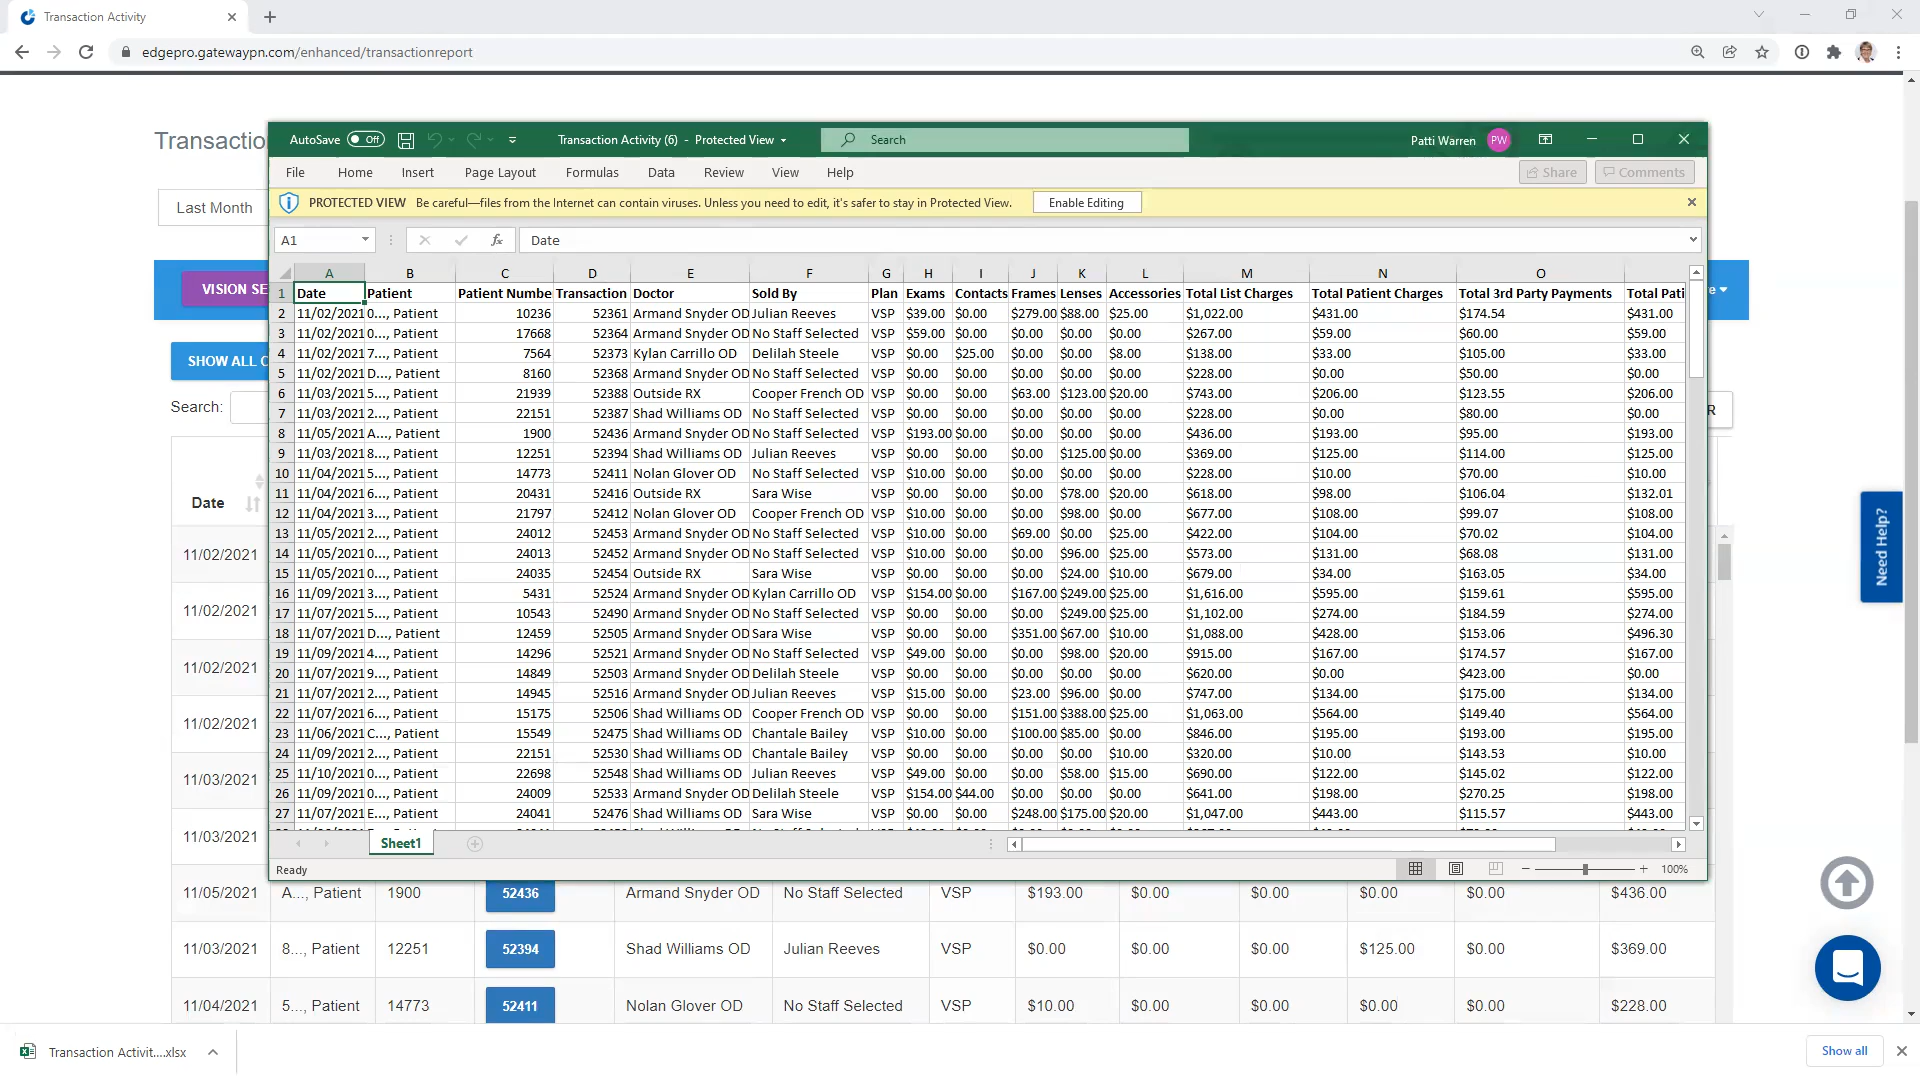 Transaction Activity
edgepro.gatewaypn.com/enhanced/transactionreport
Transactio
Last Month
VISION SE
SHOW ALL C
Search:
Date
AutoSave Off Transaction Activity (6) - Protected View Search Patti Warren PW
File Home Insert Page Layout Formulas Data Review View Help Share Comments
PROTECTED VIEW Be careful—files from the Internet can contain viruses. Unless you need to edit, it's safer to stay in Protected View. Enable Editing
A1 fx Date
A B C D E F G H I J K L M N O
1 Date Patient Patient Numbe Transaction Doctor Sold By Plan Exams Contacts Frames Lenses Accessories Total List Charges Total Patient Charges Total 3rd Party Payments Total Pati
2 11/02/2021 0..., Patient 10236 52361 Armand Snyder OD Julian Reeves VSP $39.00 $0.00 $279.00 $88.00 $25.00 $1,022.00 $431.00 $174.54 $431.00
3 11/02/2021 0..., Patient 17668 52364 Armand Snyder OD No Staff Selected VSP $59.00 $0.00 $0.00 $0.00 $0.00 $267.00 $59.00 $60.00 $59.00
4 11/02/2021 7..., Patient 7564 52373 Kylan Carrillo OD Delilah Steele VSP $0.00 $25.00 $0.00 $0.00 $8.00 $138.00 $33.00 $105.00 $33.00
5 11/02/2021 D..., Patient 8160 52368 Armand Snyder OD No Staff Selected VSP $0.00 $0.00 $0.00 $0.00 $0.00 $228.00 $0.00 $50.00 $0.00
6 11/03/2021 5..., Patient 21939 52388 Outside RX Cooper French OD VSP $0.00 $0.00 $63.00 $123.00 $20.00 $743.00 $206.00 $123.55 $206.00
7 11/03/2021 2..., Patient 22151 52387 Shad Williams OD No Staff Selected VSP $0.00 $0.00 $0.00 $0.00 $0.00 $228.00 $0.00 $80.00 $0.00
8 11/05/2021 A..., Patient 1900 52436 Armand Snyder OD No Staff Selected VSP $193.00 $0.00 $0.00 $0.00 $0.00 $436.00 $193.00 $95.00 $193.00
9 11/03/2021 8..., Patient 12251 52394 Shad Williams OD Julian Reeves VSP $0.00 $0.00 $0.00 $125.00 $0.00 $369.00 $125.00 $114.00 $125.00
10 11/04/2021 5..., Patient 14773 52411 Nolan Glover OD No Staff Selected VSP $10.00 $0.00 $0.00 $0.00 $0.00 $228.00 $10.00 $70.00 $10.00
11 11/04/2021 6..., Patient 20431 52416 Outside RX Sara Wise VSP $0.00 $0.00 $0.00 $78.00 $20.00 $618.00 $98.00 $106.04 $132.01
12 11/04/2021 3..., Patient 21797 52412 Nolan Glover OD Cooper French OD VSP $10.00 $0.00 $0.00 $98.00 $0.00 $677.00 $108.00 $99.07 $108.00
13 11/05/2021 2..., Patient 24012 52453 Armand Snyder OD No Staff Selected VSP $10.00 $0.00 $69.00 $0.00 $25.00 $422.00 $104.00 $70.02 $104.00
14 11/05/2021 0..., Patient 24013 52452 Armand Snyder OD No Staff Selected VSP $10.00 $0.00 $0.00 $96.00 $25.00 $573.00 $131.00 $68.08 $131.00
15 11/05/2021 0..., Patient 24035 52454 Outside RX Sara Wise VSP $0.00 $0.00 $0.00 $24.00 $10.00 $679.00 $34.00 $163.05 $34.00
16 11/09/2021 3..., Patient 5431 52524 Armand Snyder OD Kylan Carrillo OD VSP $154.00 $0.00 $167.00 $249.00 $25.00 $1,616.00 $595.00 $159.61 $595.00
17 11/07/2021 5..., Patient 10543 52490 Armand Snyder OD No Staff Selected VSP $0.00 $0.00 $0.00 $249.00 $25.00 $1,102.00 $274.00 $184.59 $274.00
18 11/07/2021 D..., Patient 12459 52505 Armand Snyder OD Sara Wise VSP $0.00 $0.00 $351.00 $67.00 $10.00 $1,088.00 $428.00 $153.06 $496.30
19 11/09/2021 4..., Patient 14296 52521 Armand Snyder OD No Staff Selected VSP $49.00 $0.00 $0.00 $98.00 $20.00 $915.00 $167.00 $174.57 $167.00
20 11/07/2021 9..., Patient 14849 52503 Armand Snyder OD Delilah Steele VSP $0.00 $0.00 $0.00 $0.00 $0.00 $620.00 $0.00 $423.00 $0.00
21 11/07/2021 2..., Patient 14945 52516 Armand Snyder OD Julian Reeves VSP $15.00 $0.00 $23.00 $96.00 $0.00 $747.00 $134.00 $175.00 $134.00
22 11/07/2021 6..., Patient 15175 52506 Shad Williams OD Cooper French OD VSP $0.00 $0.00 $151.00 $388.00 $25.00 $1,063.00 $564.00 $149.40 $564.00
23 11/06/2021 C..., Patient 15549 52475 Shad Williams OD Chantale Bailey VSP $10.00 $0.00 $100.00 $85.00 $0.00 $846.00 $195.00 $193.00 $195.00
24 11/09/2021 2..., Patient 22151 52530 Shad Williams OD Chantale Bailey VSP $0.00 $0.00 $0.00 $0.00 $10.00 $320.00 $10.00 $143.53 $10.00
25 11/10/2021 0..., Patient 22698 52548 Shad Williams OD Julian Reeves VSP $49.00 $0.00 $0.00 $58.00 $15.00 $690.00 $122.00 $145.02 $122.00
26 11/09/2021 0..., Patient 24009 52533 Armand Snyder OD Delilah Steele VSP $154.00 $44.00 $0.00 $0.00 $0.00 $641.00 $198.00 $270.25 $198.00
27 11/07/2021 E..., Patient 24041 52476 Shad Williams OD Sara Wise VSP $0.00 $0.00 $248.00 $175.00 $20.00 $1,047.00 $443.00 $115.57 $443.00
Sheet1
Ready 100%
11/02/2021
11/02/2021
11/02/2021
11/02/2021
11/03/2021
11/03/2021
11/05/2021 A..., Patient 1900 52436 Armand Snyder OD No Staff Selected VSP $193.00 $0.00 $0.00 $0.00 $0.00 $436.00
11/03/2021 8..., Patient 12251 52394 Shad Williams OD Julian Reeves VSP $0.00 $0.00 $0.00 $125.00 $0.00 $369.00
11/04/2021 5..., Patient 14773 52411 Nolan Glover OD No Staff Selected VSP $10.00 $0.00 $0.00 $0.00 $0.00 $228.00
Need Help?
Transaction Activit....xlsx
Show all